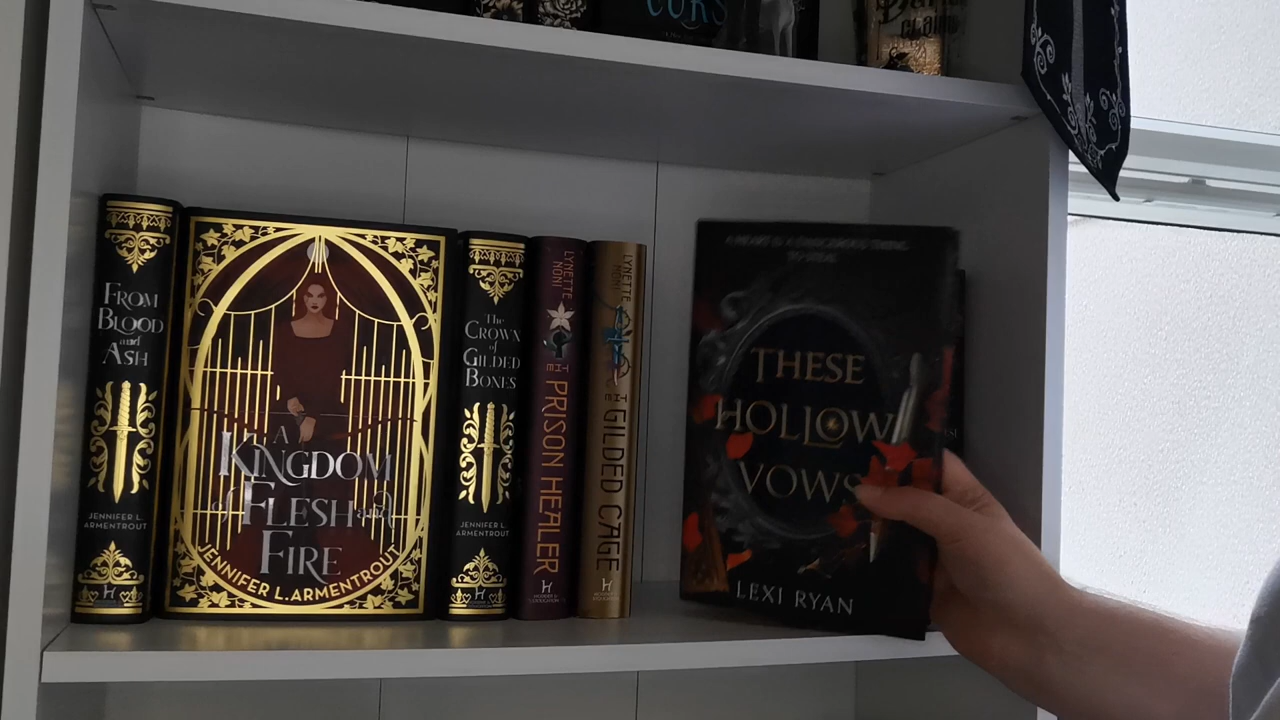 CURS
FROM
BLOOD
and
ASH
JENNIFER L.
ARMENTROUT
A
KINGDOM
of FLESH and
FIRE
JENNIFER L. ARMENTROUT
The
CROWN
of
GILDED
BONES
JENNIFER L.
ARMENTROUT
LYNETTE
NONI
THE PRISON HEALER
LYNETTE
NONI
THE GILDED CAGE
THESE
HOLLOW
VOWS
LEXI RYAN